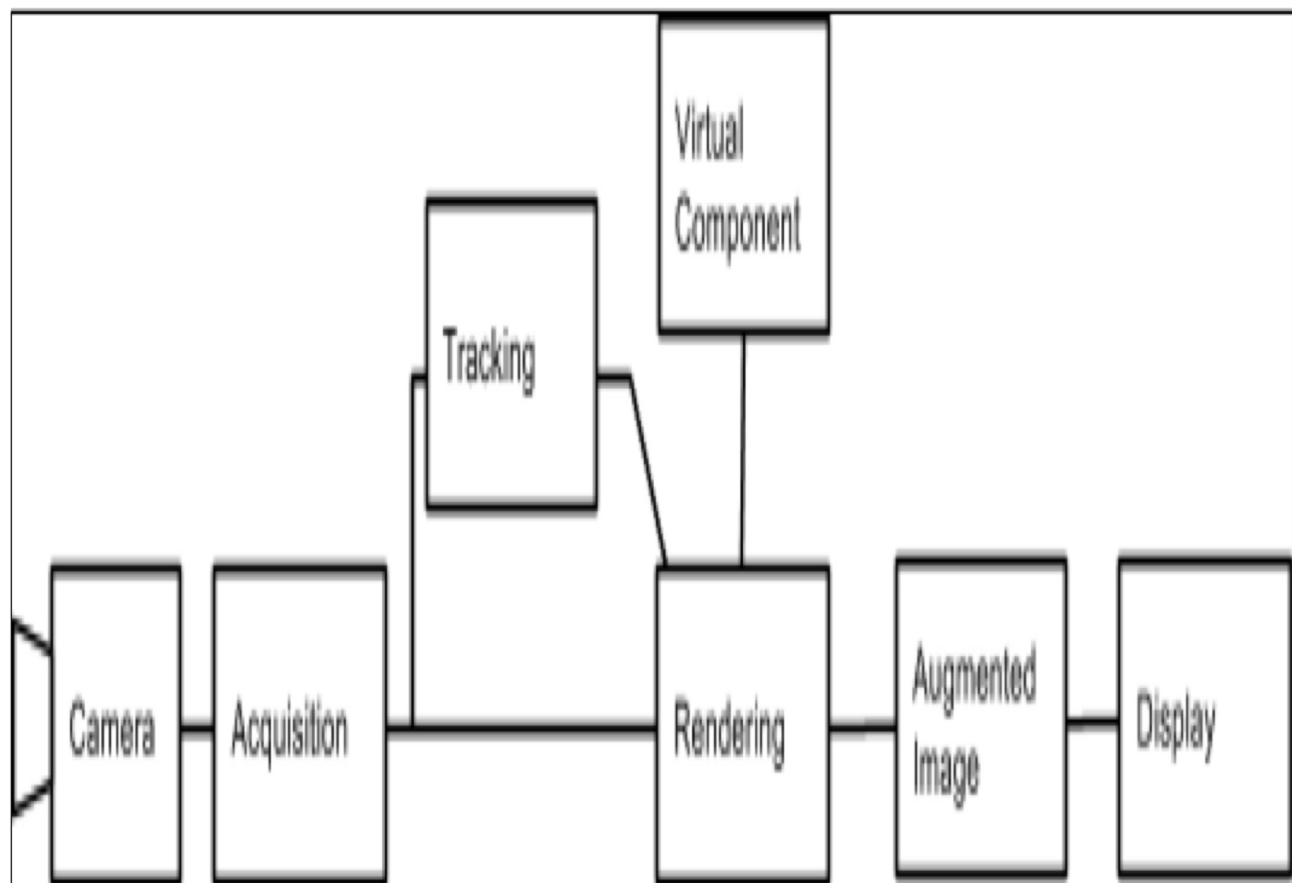 Virtual
Component
Tracking
Camera
Acquisition
Rendering
Augmented
Image
Display